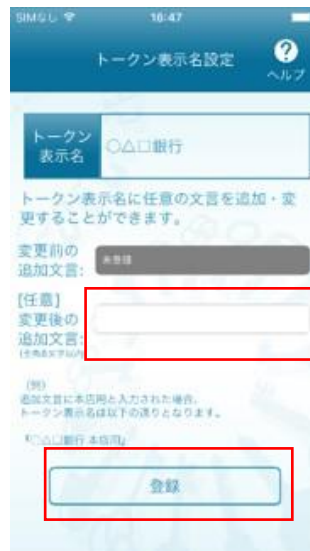 SIMなし 16:47
トークン表示名設定
?
ヘルプ
トークン
表示名
○△□銀行
トークン表示名に任意の文言を追加・変
更することができます。
変更前の
追加文言:
未登録
[任意]
変更後の
追加文言:
(例)
追加文言に本店用と入力された場合、
トークン表示名は以下の通りとなります。
『○△□銀行 本店用』
登録